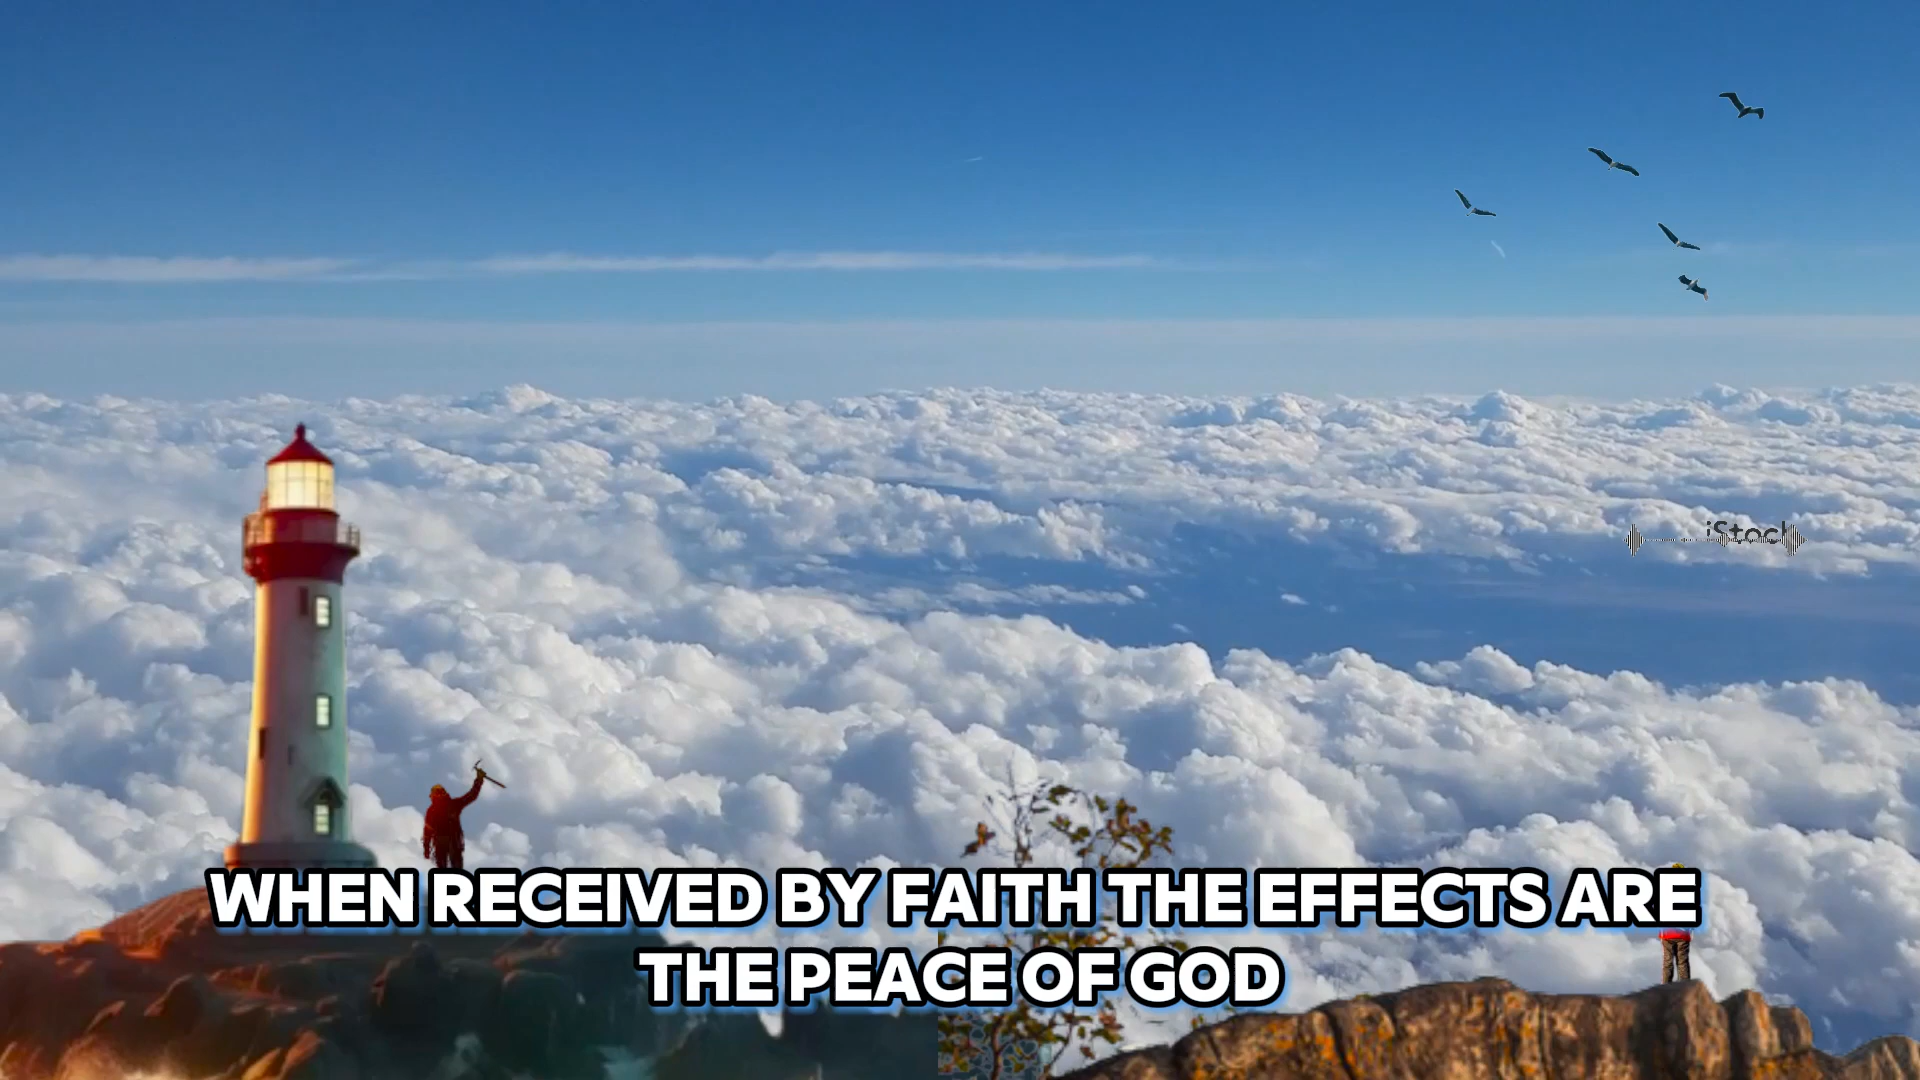 iStock
WHEN RECEIVED BY FAITH THE EFFECTS ARE
THE PEACE OF GOD